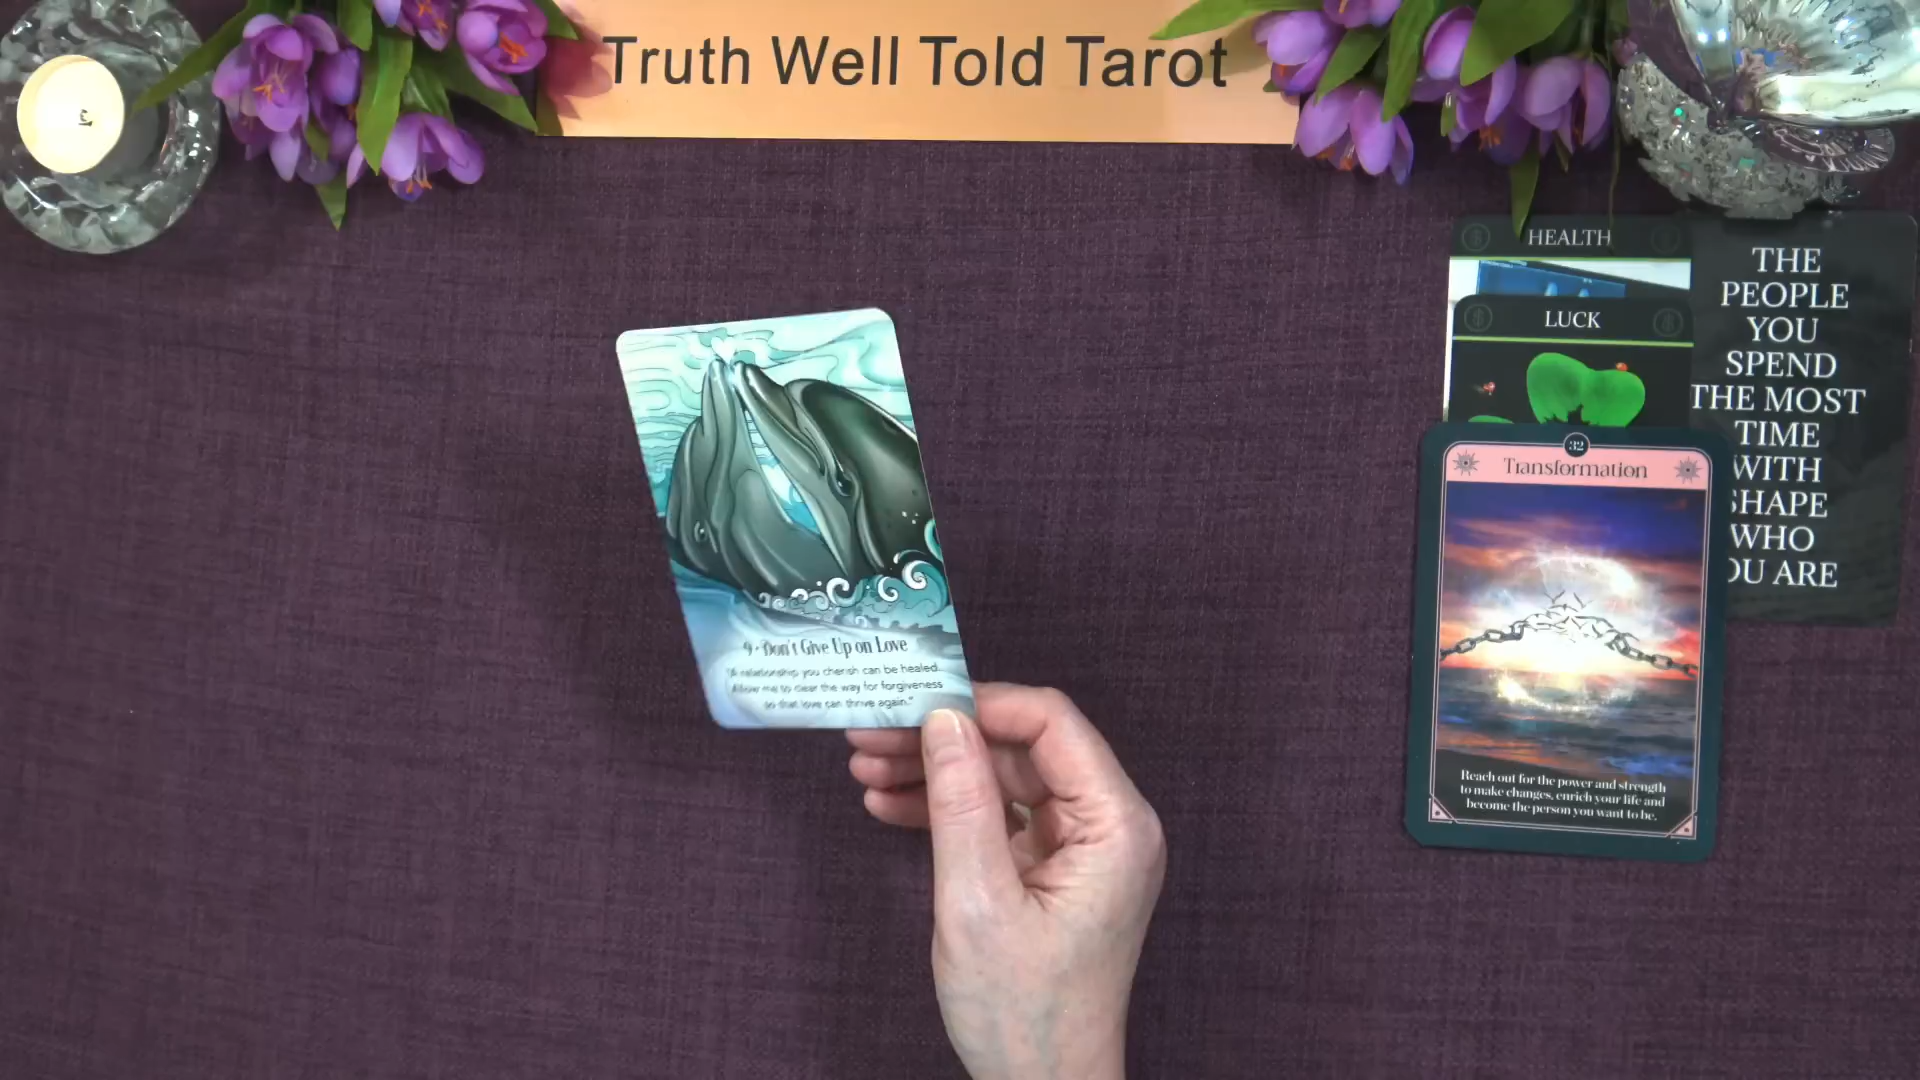 Truth Well Told Tarot
9 - Don't Give Up on Love
"A relationship you cherish can be healed.
Allow me to clear the way for forgiveness
so that love can thrive again."
HEALTH
LUCK
THE
PEOPLE
YOU
SPEND
THE MOST
TIME
WITH
SHAPE
WHO
OU ARE
32
Transformation
Reach out for the power and strength
to make changes, enrich your life and
become the person you want to be.